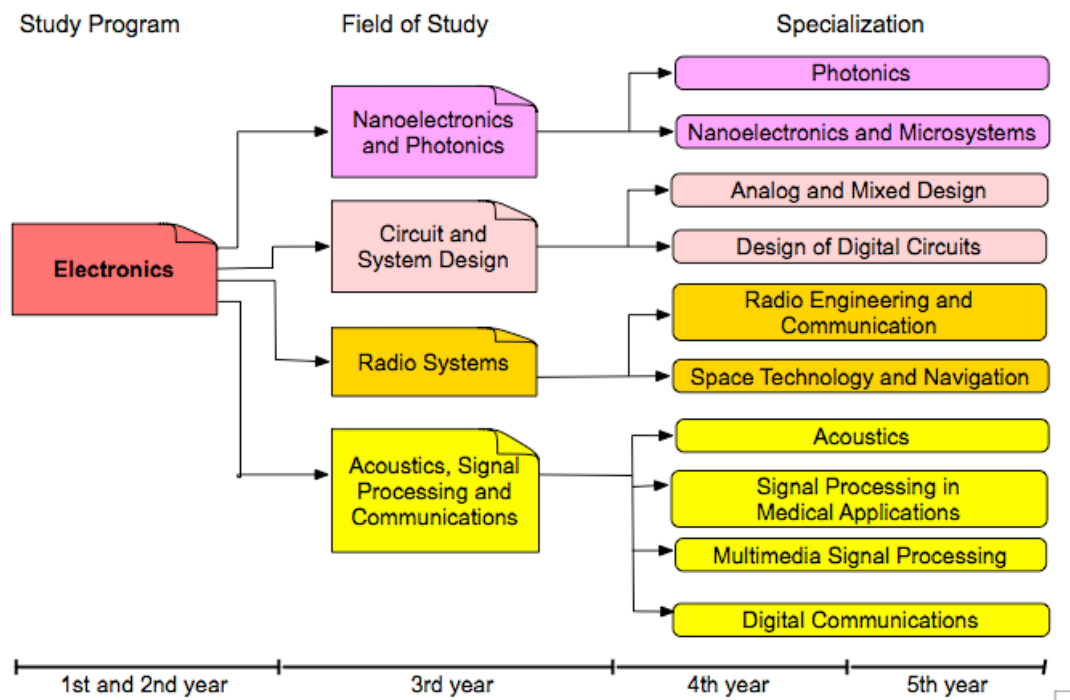 Study Program
Field of Study
Specialization
Electronics
Nanoelectronics
and Photonics
Photonics
Nanoelectronics and Microsystems
Circuit and
System Design
Analog and Mixed Design
Design of Digital Circuits
Radio Systems
Radio Engineering and
Communication
Space Technology and Navigation
Acoustics, Signal
Processing and
Communications
Acoustics
Signal Processing in
Medical Applications
Multimedia Signal Processing
Digital Communications
1st and 2nd year
3rd year
4th year
5th year